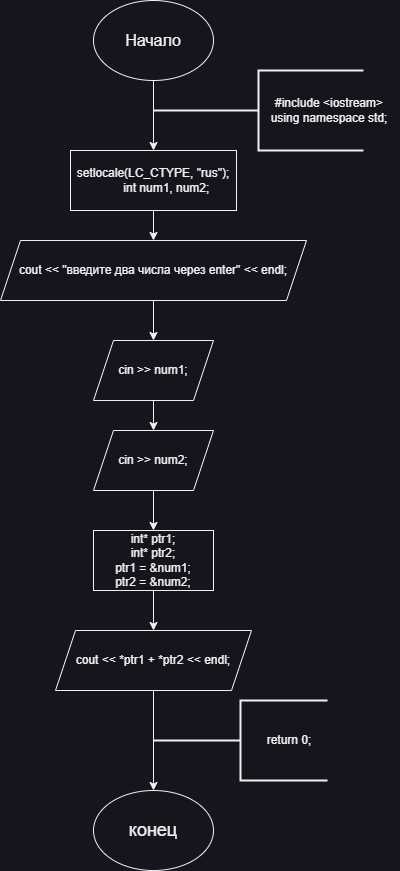 Начало
#include <iostream>
using namespace std;
setlocale(LC_CTYPE, "rus");
int num1, num2;
cout << "введите два числа через enter" << endl;
cin >> num1;
cin >> num2;
int* ptr1;
int* ptr2;
ptr1 = &num1;
ptr2 = &num2;
cout << *ptr1 + *ptr2 << endl;
return 0;
конец